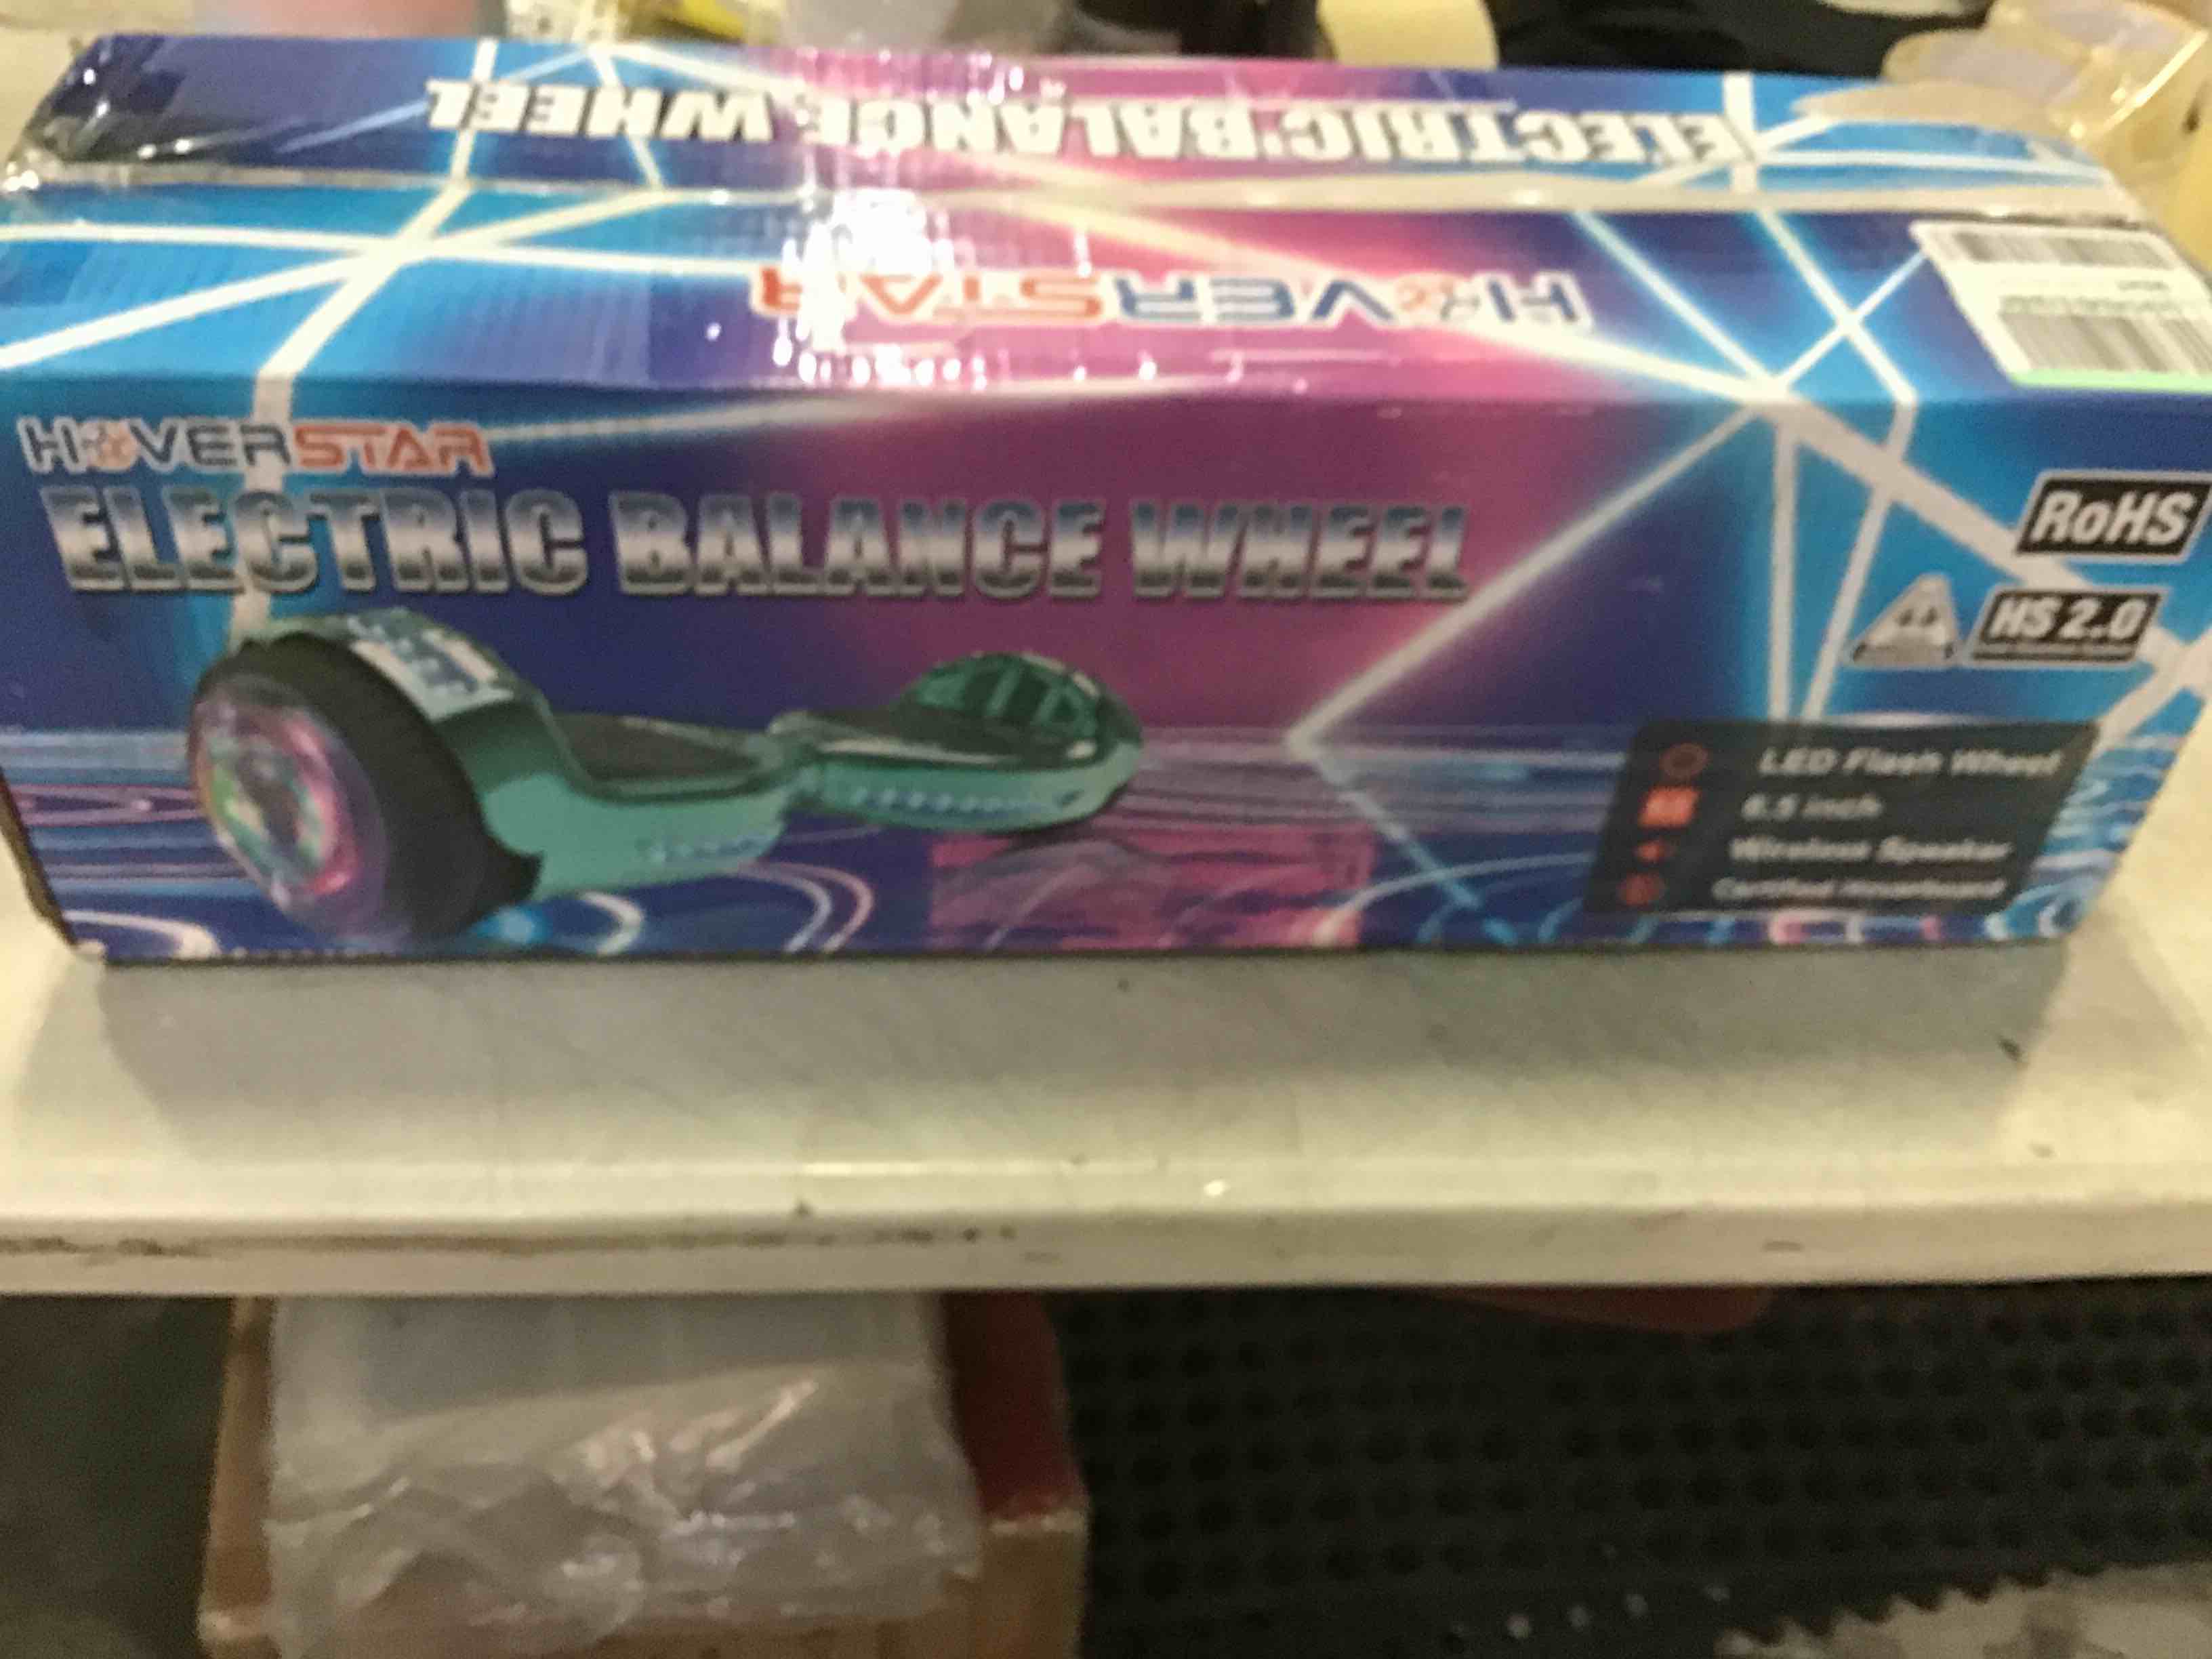 ELECTRIC BALANCE WHEEL
HOVERSTAR
HOVERSTAR
ELECTRIC BALANCE WHEEL
RoHS
HS 2.0
LED Flash Wheel
6.5 inch
Wireless Speaker
Certified Hoverboard